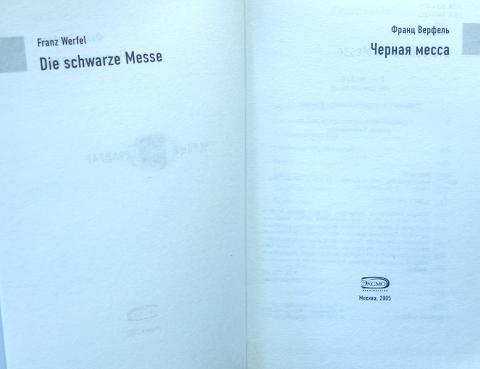 Franz Werfel
Die schwarze Messe
Франц Верфель
Черная месса
ЭКСМО
Москва, 2005